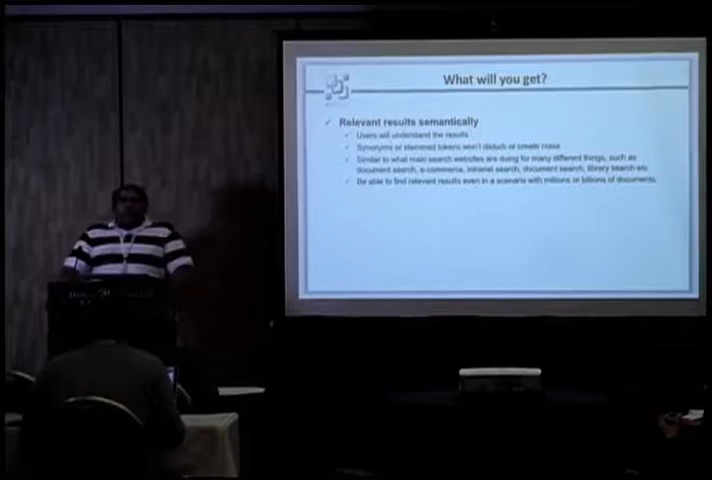 What will you get?
✓ Relevant results semantically
✓ Users will understand the results
✓ Synonyms or stemmed tokens won't disturb or create noise
✓ Similar to what main search websites are doing for many different things, such as
document search, e-commerce, intranet search, document search, library search etc
✓ Be able to find relevant results even in a scenario with millions or billions of documents.